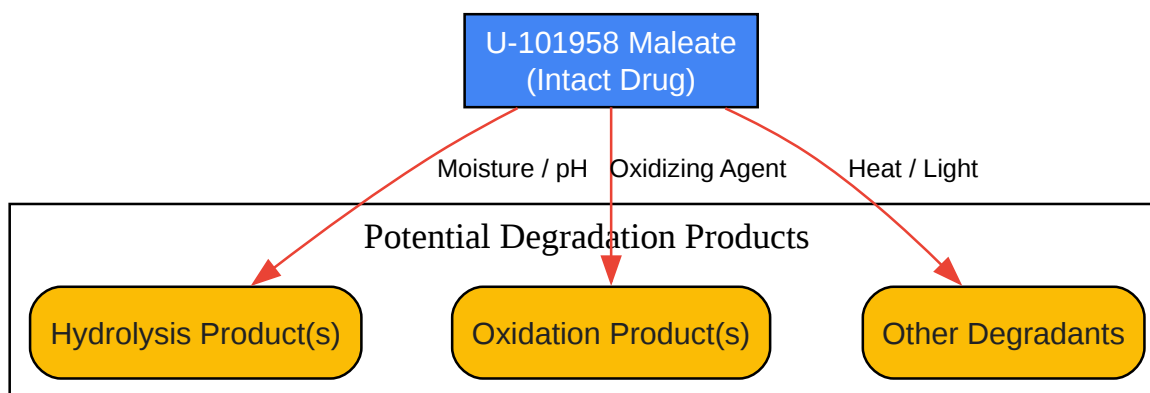 U-101958 Maleate
(Intact Drug)
Moisture / pH
Oxidizing Agent
Heat / Light
Potential Degradation Products
Hydrolysis Product(s)
Oxidation Product(s)
Other Degradants